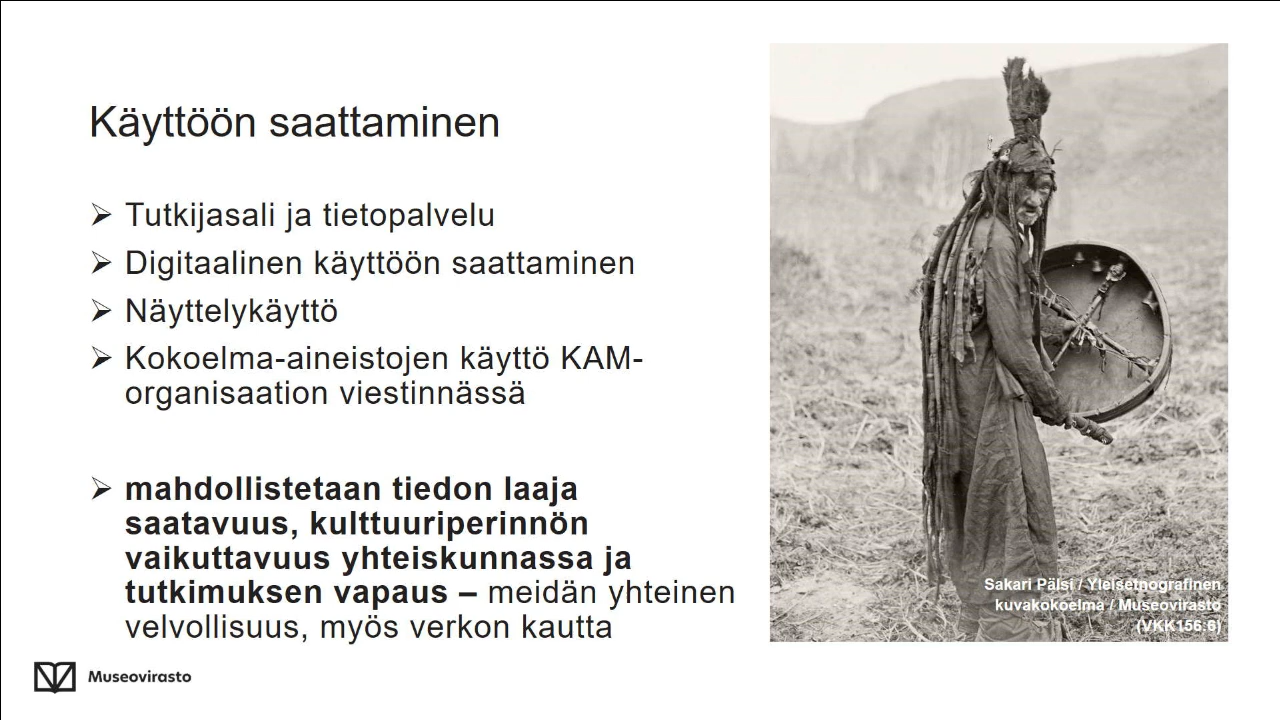 Käyttöön saattaminen
Tutkijasali ja tietopalvelu
Digitaalinen käyttöön saattaminen
Näyttelykäyttö
Kokoelma-aineistojen käyttö KAM-
organisaation viestinnässä
mahdollistetaan tiedon laaja
saatavuus, kulttuuriperinnön
vaikuttavuus yhteiskunnassa ja
tutkimuksen vapaus – meidän yhteinen
velvollisuus, myös verkon kautta
Sakari Pälsi / Yleisetnografinen
kuvakokoelma / Museovirasto
(VKK156:6)
Museovirasto